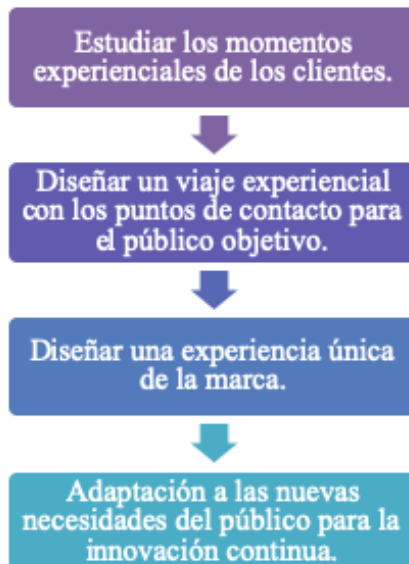 Estudiar los momentos
experienciales de los clientes.
Diseñar un viaje experiencial
con los puntos de contacto para
el público objetivo.
Diseñar una experiencia única
de la marca.
Adaptación a las nuevas
necesidades del público para la
innovación continua.